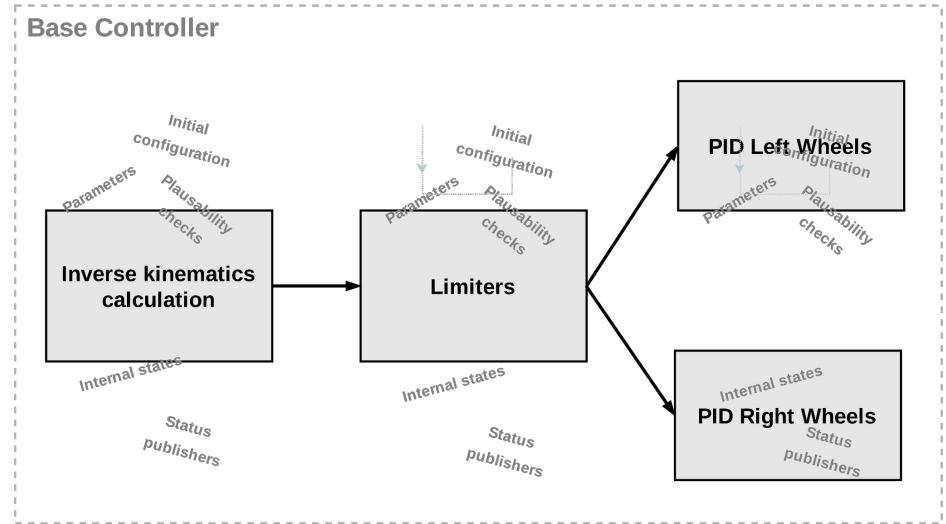 Base Controller
Initial
configuration
Parameters
Plausability
checks
Inverse kinematics
calculation
Internal states
Status
publishers
Initial
configuration
Parameters
Plausability
checks
Limiters
Internal states
Status
publishers
Initial
configuration
PID Left Wheels
Parameters
Plausability
checks
Internal states
PID Right Wheels
Status
publishers